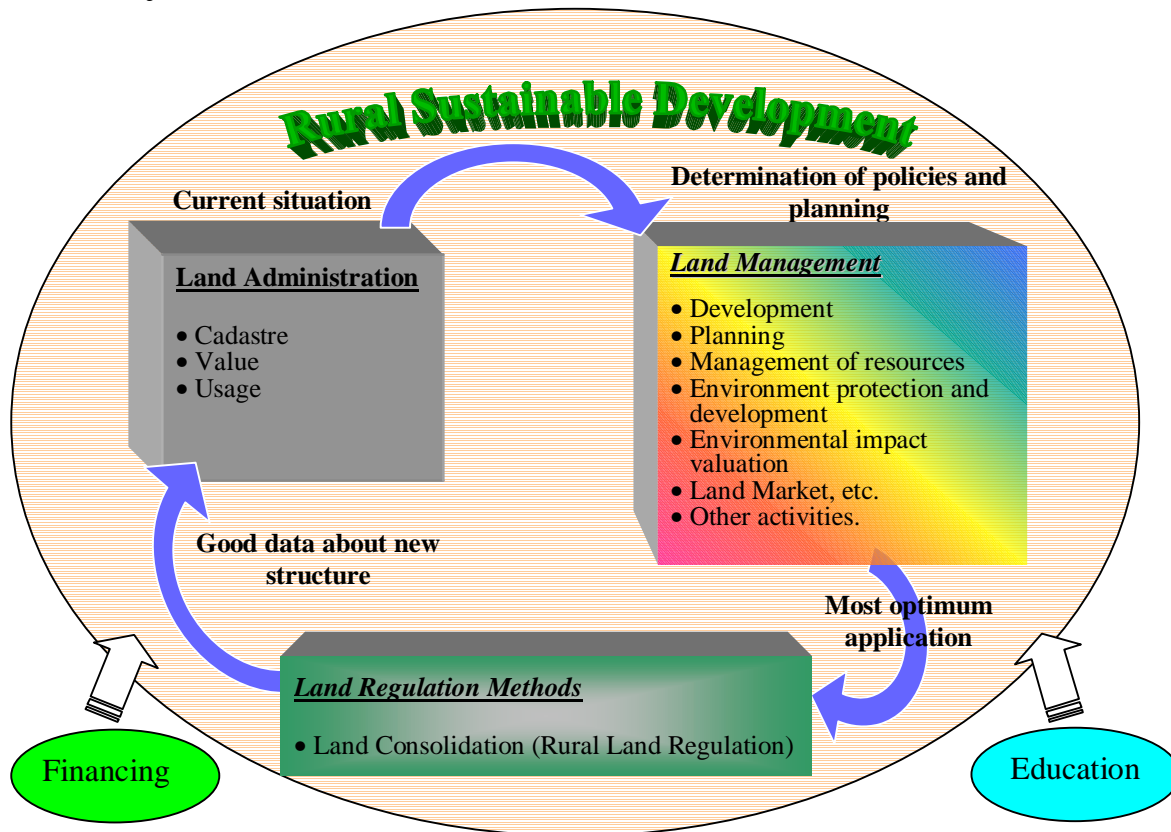 Rural Sustainable Development
Current situation
Determination of policies and
planning
Land Administration
• Cadastre
• Value
• Usage
Land Management
• Development
• Planning
• Management of resources
• Environment protection and
development
• Environmental impact
valuation
• Land Market, etc.
• Other activities.
Good data about new
structure
Most optimum
application
Land Regulation Methods
• Land Consolidation (Rural Land Regulation)
Financing
Education